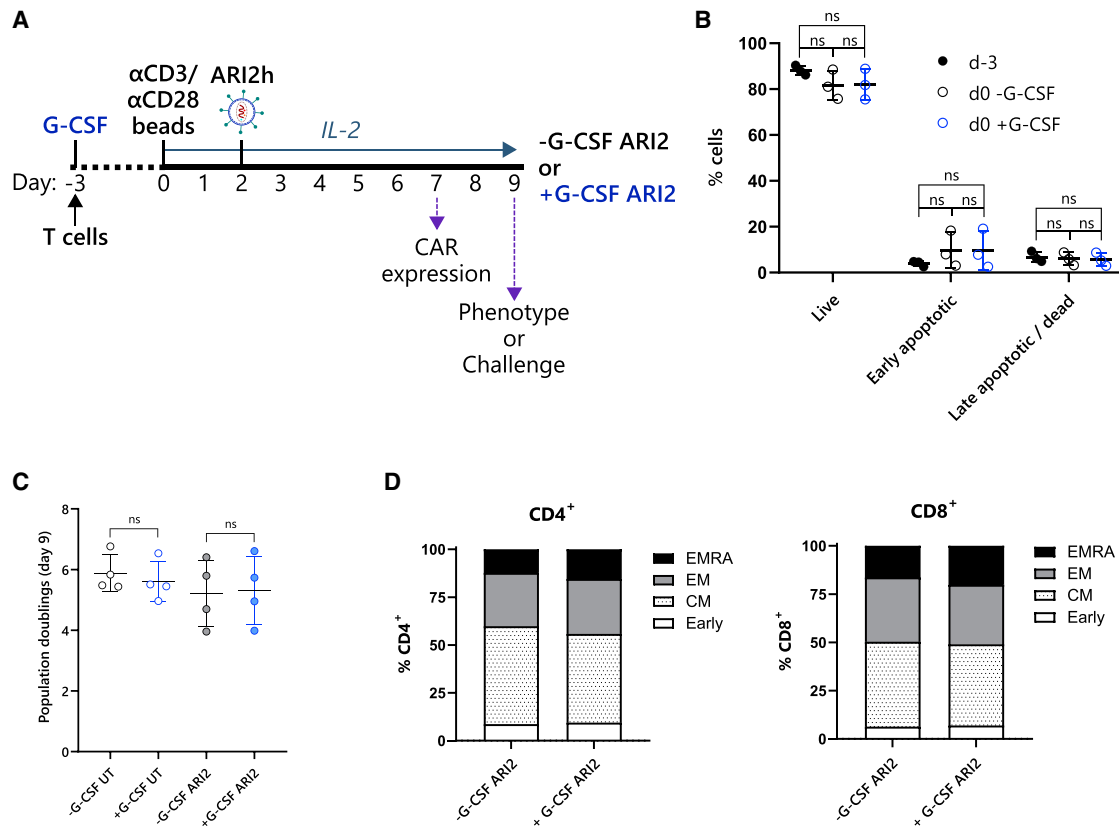 A
αCD3/
αCD28
beads
ARI2h
G-CSF
IL-2
-G-CSF ARI2
or
+G-CSF ARI2
Day: -3 0 1 2 3 4 5 6 7 8 9
T cells
CAR
expression
Phenotype
or
Challenge
B
ns
ns ns
d-3
d0 -G-CSF
d0 +G-CSF
% cells
100
80
60
40
20
0
ns
ns ns
ns
ns ns
Live
Early apoptotic
Late apoptotic / dead
C
Population doublings (day 9)
8
6
4
2
0
ns
ns
-G-CSF UT
+G-CSF UT
-G-CSF ARI2
+G-CSF ARI2
D
CD4⁺
% CD4⁺
100
75
50
25
0
EMRA
EM
CM
Early
-G-CSF ARI2
+ G-CSF ARI2
CD8⁺
% CD8⁺
100
75
50
25
0
EMRA
EM
CM
Early
-G-CSF ARI2
+ G-CSF ARI2